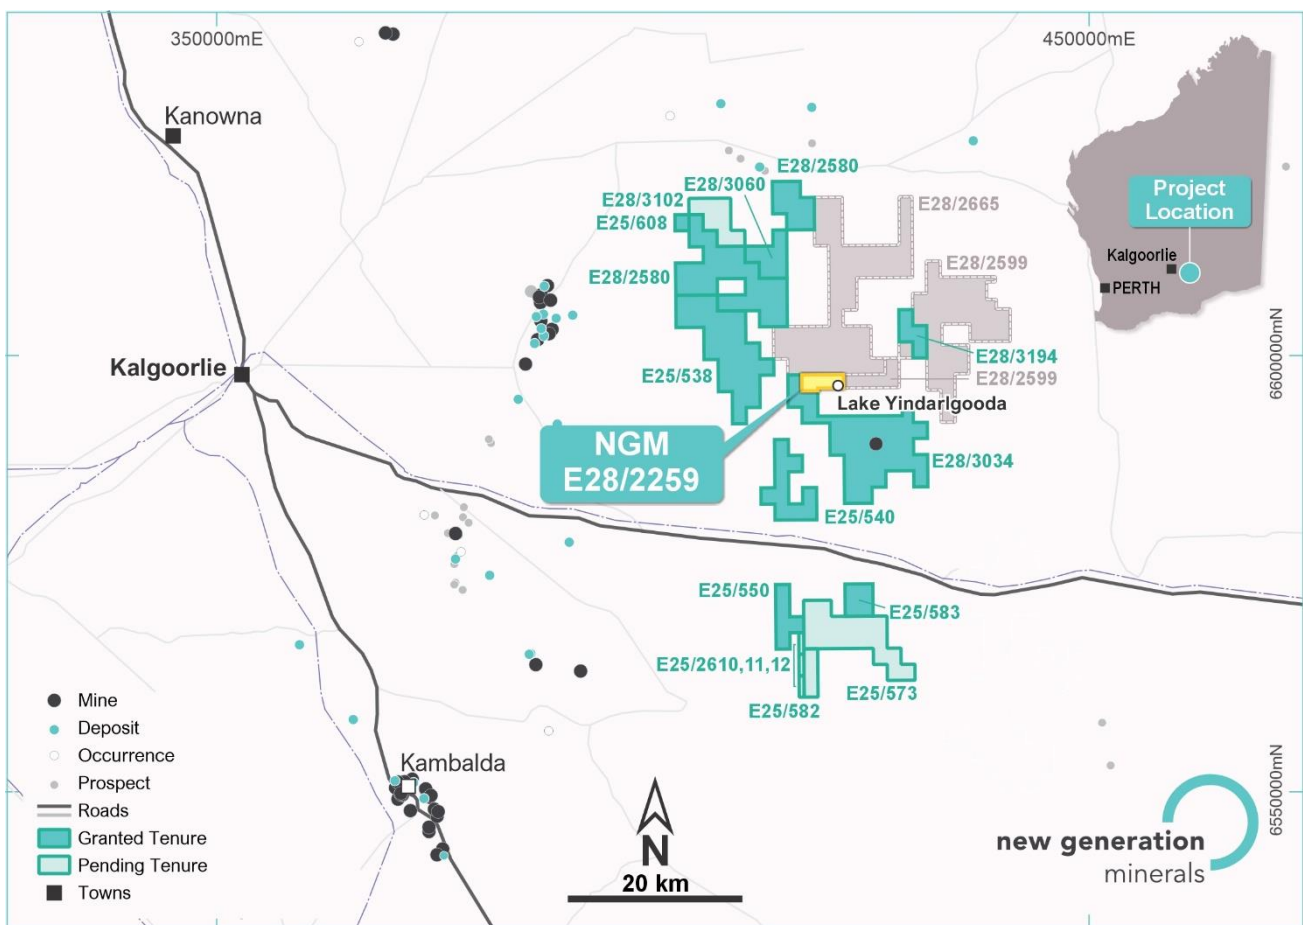 350000mE
450000mE
Kanowna
E28/2580
E28/3060
E28/3102
E28/2665
E25/608
Project
Location
E28/2580
E28/2599
Kalgoorlie
PERTH
6600000mN
Kalgoorlie
E25/538
E28/3194
E28/2599
Lake Yindarlgooda
NGM
E28/2259
E28/3034
E25/540
E25/550
E25/583
E25/2610,11,12
E25/573
E25/582
Mine
Deposit
Occurrence
Prospect
Roads
Granted Tenure
Pending Tenure
Towns
Kambalda
N
20 km
6550000mN
new generation
minerals